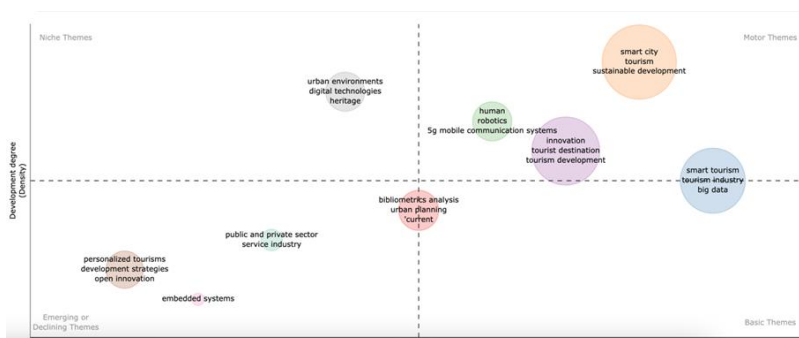 Niche Themes
Motor Themes
smart city
tourism
sustainable development
urban environments
digital technologies
heritage
human
robotics
5g mobile communication systems
innovation
tourist destination
tourism development
smart tourism
tourism industry
big data
Development degree
(Density)
bibliometrics analysis
urban planning
'current
public and private sector
service industry
personalized tourisms
development strategies
open innovation
embedded systems
Emerging or
Declining Themes
Basic Themes